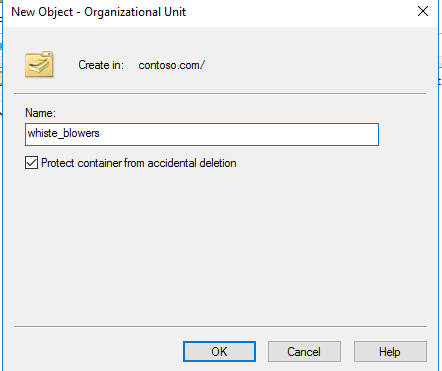 New Object - Organizational Unit
Create in: contoso.com/
Name:
whiste_blowers
Protect container from accidental deletion
OK Cancel Help